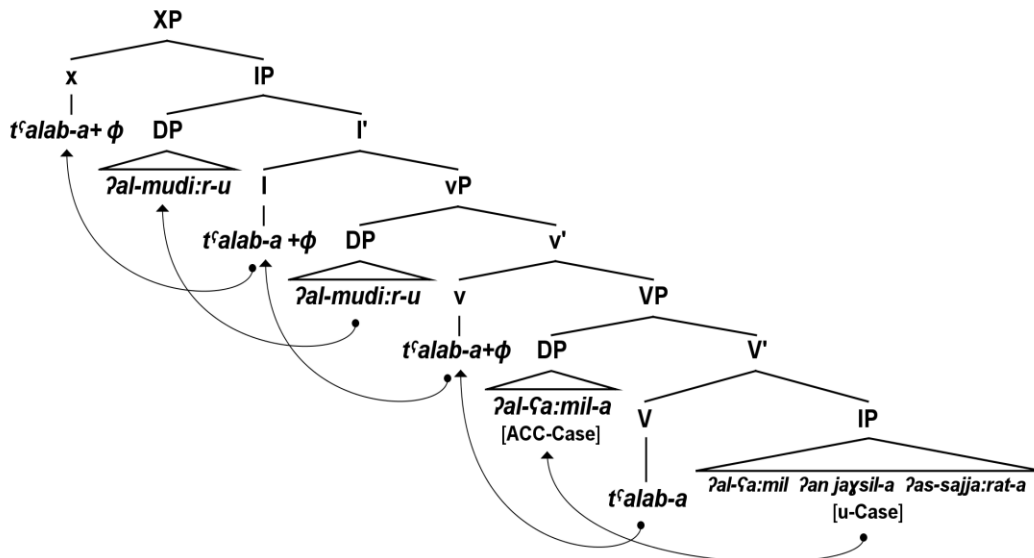 XP
x IP
tˤalab-a+ ϕ DP I'
ʔal-mudi:r-u I vP
tˤalab-a +ϕ DP v'
ʔal-mudi:r-u v VP
tˤalab-a+ϕ DP V'
ʔal-ʕa:mil-a V IP
[ACC-Case]
ʔal-ʕa:mil ʔan jaɣsil-a ʔas-sajja:rat-a
tˤalab-a [u-Case]